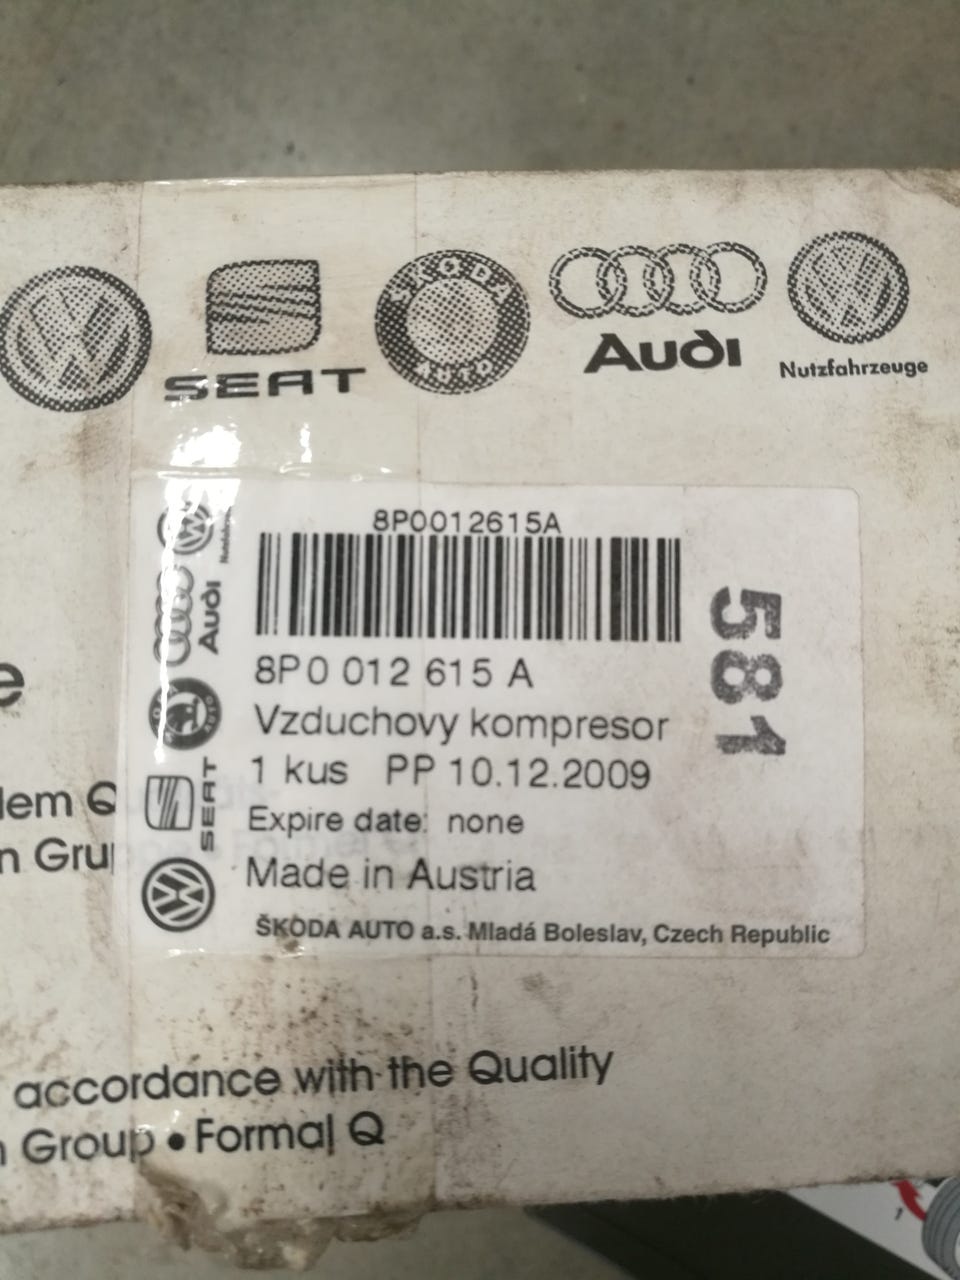 SEAT
ŠKODA
AUTO
Audi
Nutzfahrzeuge
8P0012615A
8P0 012 615 A
Vzduchovy kompresor
1 kus PP 10.12.2009
Expire date: none
Made in Austria
ŠKODA AUTO a.s. Mladá Boleslav, Czech Republic
581
Audi
SEAT
accordance with the Quality
Group • Formal Q